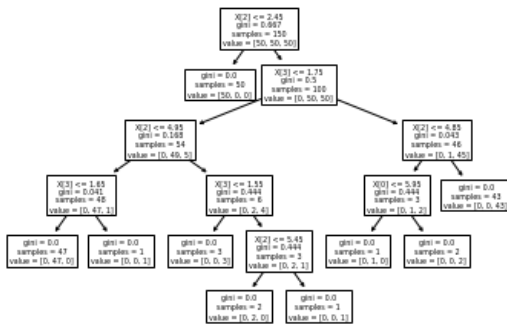 X[2] <= 2.45
gini = 0.667
samples = 150
value = [50, 50, 50]
gini = 0.0
samples = 50
value = [50, 0, 0]
X[3] <= 1.75
gini = 0.5
samples = 100
value = [0, 50, 50]
X[2] <= 4.95
gini = 0.168
samples = 54
value = [0, 49, 5]
X[2] <= 4.85
gini = 0.043
samples = 46
value = [0, 1, 45]
X[3] <= 1.65
gini = 0.041
samples = 48
value = [0, 47, 1]
X[3] <= 1.55
gini = 0.444
samples = 6
value = [0, 2, 4]
X[0] <= 5.95
gini = 0.444
samples = 3
value = [0, 1, 2]
gini = 0.0
samples = 43
value = [0, 0, 43]
gini = 0.0
samples = 47
value = [0, 47, 0]
gini = 0.0
samples = 1
value = [0, 0, 1]
gini = 0.0
samples = 3
value = [0, 0, 3]
X[2] <= 5.45
gini = 0.444
samples = 3
value = [0, 2, 1]
gini = 0.0
samples = 1
value = [0, 1, 0]
gini = 0.0
samples = 2
value = [0, 0, 2]
gini = 0.0
samples = 2
value = [0, 2, 0]
gini = 0.0
samples = 1
value = [0, 0, 1]